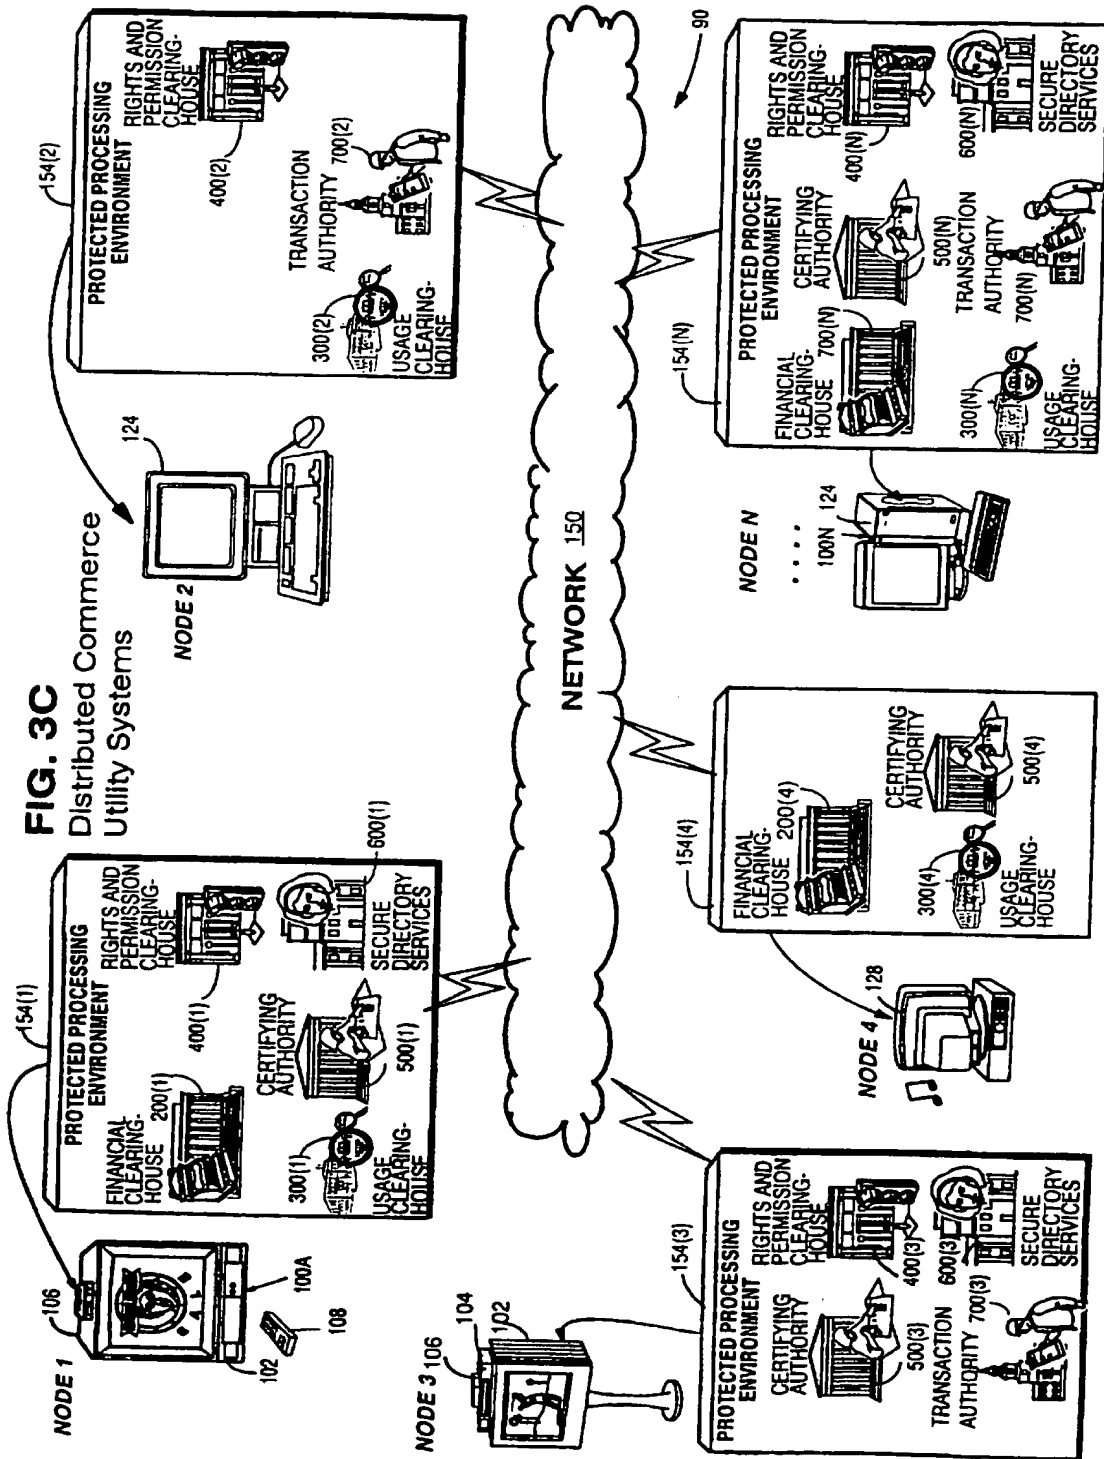 FIG. 3C
Distributed Commerce
Utility Systems
NODE 1
106
102
100A
108
154(1)
PROTECTED PROCESSING
ENVIRONMENT
FINANCIAL
CLEARING-
HOUSE
200(1)
RIGHTS AND
PERMISSION
CLEARING-
HOUSE
400(1)
CERTIFYING
AUTHORITY
500(1)
300(1)
USAGE
CLEARING-
HOUSE
600(1)
SECURE
DIRECTORY
SERVICES
NODE 2
124
154(2)
PROTECTED PROCESSING
ENVIRONMENT
RIGHTS AND
PERMISSION
CLEARING-
HOUSE
400(2)
TRANSACTION
AUTHORITY
700(2)
300(2)
USAGE
CLEARING-
HOUSE
NETWORK 150
90
NODE 3
106
104
102
154(3)
PROTECTED PROCESSING
ENVIRONMENT
CERTIFYING
AUTHORITY
500(3)
RIGHTS AND
PERMISSION
CLEARING-
HOUSE
400(3)
TRANSACTION
AUTHORITY
700(3)
600(3)
SECURE
DIRECTORY
SERVICES
NODE 4
128
154(4)
FINANCIAL
CLEARING-
HOUSE
200(4)
300(4)
USAGE
CLEARING-
HOUSE
CERTIFYING
AUTHORITY
500(4)
NODE N
. . . .
100N
124
154(N)
PROTECTED PROCESSING
ENVIRONMENT
FINANCIAL
CLEARING-
HOUSE
700(N)
CERTIFYING
AUTHORITY
500(N)
RIGHTS AND
PERMISSION
CLEARING-
HOUSE
400(N)
300(N)
USAGE
CLEARING-
HOUSE
TRANSACTION
AUTHORITY
700(N)
600(N)
SECURE
DIRECTORY
SERVICES